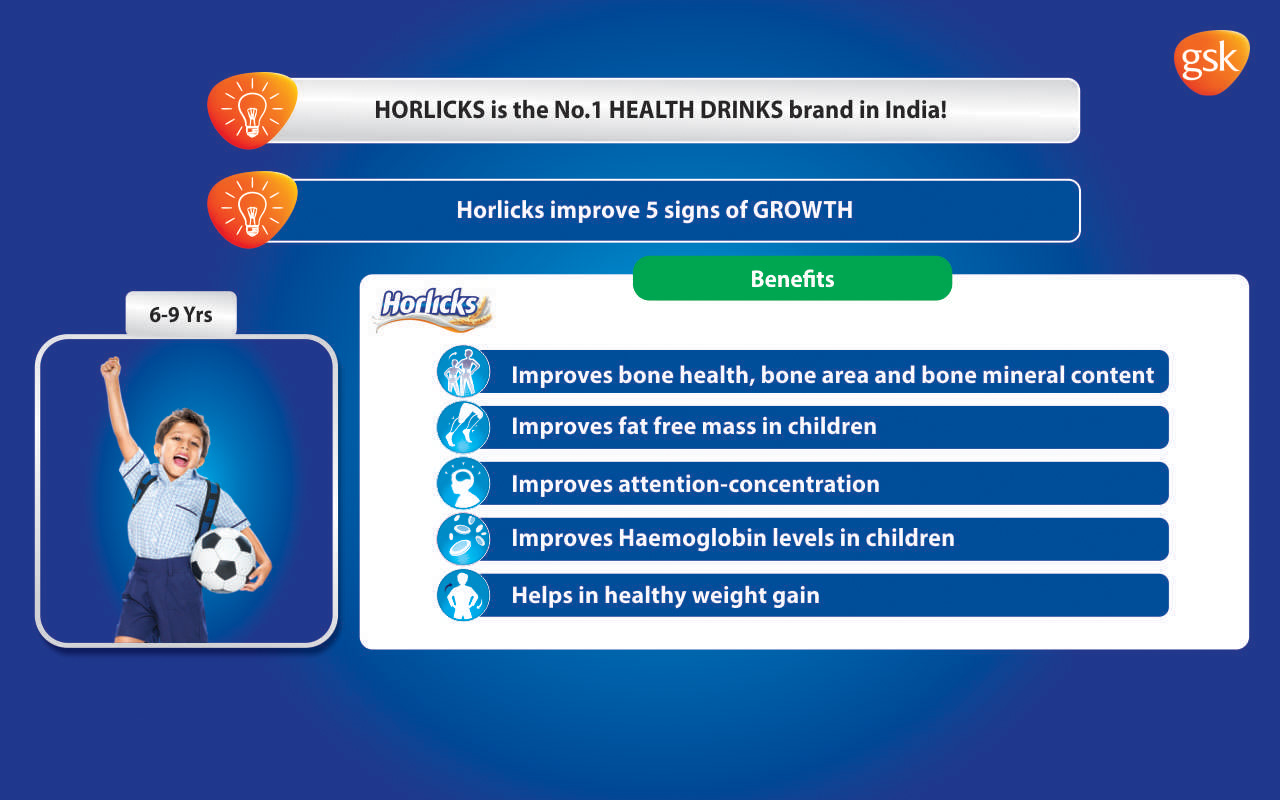 gsk
HORLICKS is the No.1 HEALTH DRINKS brand in India!
Horlicks improve 5 signs of GROWTH
Benefits
6-9 Yrs
Horlicks
Improves bone health, bone area and bone mineral content
Improves fat free mass in children
Improves attention-concentration
Improves Haemoglobin levels in children
Helps in healthy weight gain